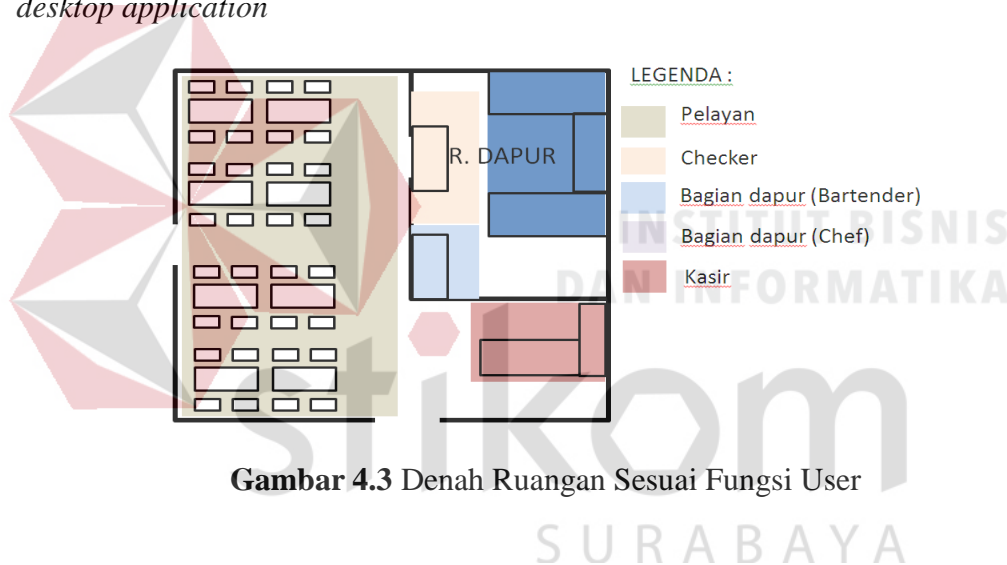 desktop application
LEGENDA :
Pelayan
Checker
R. DAPUR
Bagian dapur (Bartender)
Bagian dapur (Chef)
Kasir
INSTITUT BISNIS
DAN INFORMATIKA
stikom
Gambar 4.3 Denah Ruangan Sesuai Fungsi User
SURABAYA